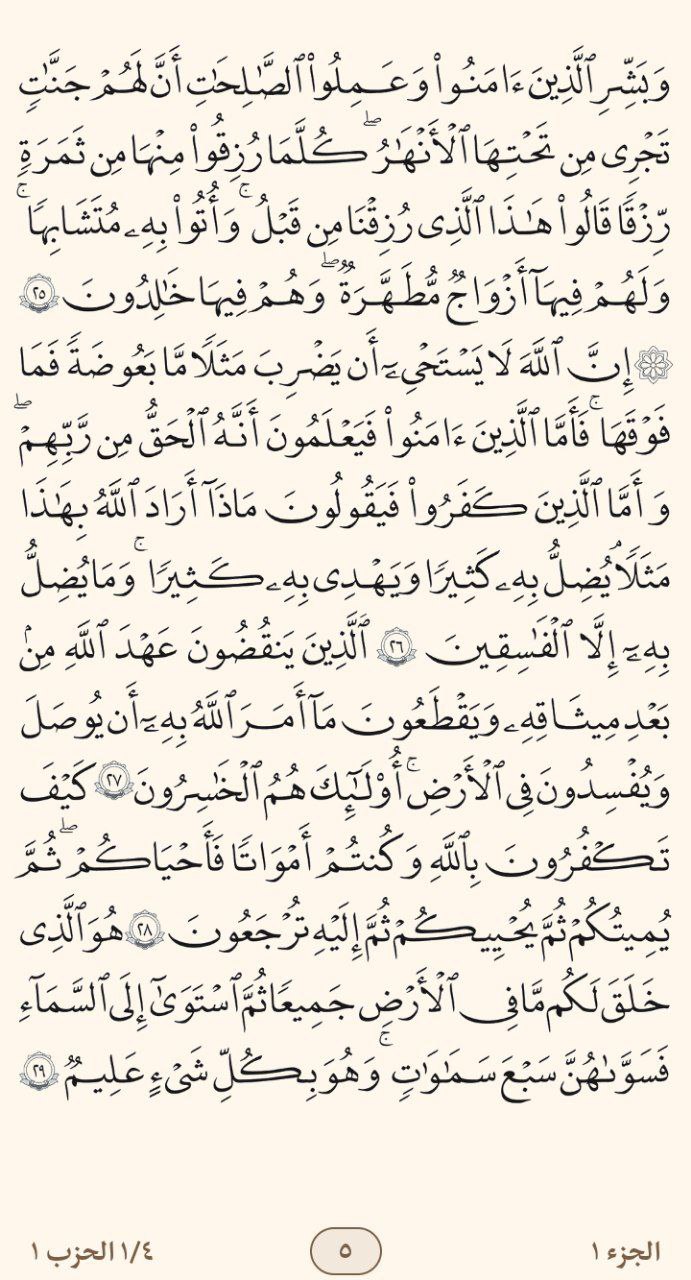 وَبَشِّرِ ٱلَّذِينَ ءَامَنُوا۟ وَعَمِلُوا۟ ٱلصَّـٰلِحَـٰتِ أَنَّ لَهُمْ جَنَّـٰتٍ
تَجْرِى مِن تَحْتِهَا ٱلْأَنْهَـٰرُ ۖ كُلَّمَا رُزِقُوا۟ مِنْهَا مِن ثَمَرَةٍ
رِّزْقًا قَالُوا۟ هَـٰذَا ٱلَّذِى رُزِقْنَا مِن قَبْلُ ۖ وَأُتُوا۟ بِهِۦ مُتَشَـٰبِهًا ۖ
وَلَهُمْ فِيهَآ أَزْوَٰجٌ مُّطَهَّرَةٌ ۖ وَهُمْ فِيهَا خَـٰلِدُونَ ٢٥
۞ إِنَّ ٱللَّهَ لَا يَسْتَحْىِۦٓ أَن يَضْرِبَ مَثَلًا مَّا بَعُوضَةً فَمَا
فَوْقَهَا ۚ فَأَمَّا ٱلَّذِينَ ءَامَنُوا۟ فَيَعْلَمُونَ أَنَّهُ ٱلْحَقُّ مِن رَّبِّهِمْ ۖ
وَأَمَّا ٱلَّذِينَ كَفَرُوا۟ فَيَقُولُونَ مَاذَآ أَرَادَ ٱللَّهُ بِهَـٰذَا
مَثَلًا ۘ يُضِلُّ بِهِۦ كَثِيرًا وَيَهْدِى بِهِۦ كَثِيرًا ۚ وَمَا يُضِلُّ
بِهِۦٓ إِلَّا ٱلْفَـٰسِقِينَ ٢٦ ٱلَّذِينَ يَنقُضُونَ عَهْدَ ٱللَّهِ مِنۢ
بَعْدِ مِيثَـٰقِهِۦ وَيَقْطَعُونَ مَآ أَمَرَ ٱللَّهُ بِهِۦٓ أَن يُوصَلَ
وَيُفْسِدُونَ فِى ٱلْأَرْضِ ۚ أُو۟لَـٰٓئِكَ هُمُ ٱلْخَـٰسِرُونَ ٢٧ كَيْفَ
تَكْفُرُونَ بِٱللَّهِ وَكُنتُمْ أَمْوَٰتًا فَأَحْيَـٰكُمْ ۖ ثُمَّ
يُمِيتُكُمْ ثُمَّ يُحْيِيكُمْ ثُمَّ إِلَيْهِ تُرْجَعُونَ ٢٨ هُوَ ٱلَّذِى
خَلَقَ لَكُم مَّا فِى ٱلْأَرْضِ جَمِيعًا ثُمَّ ٱسْتَوَىٰٓ إِلَى ٱلسَّمَآءِ
فَسَوَّىٰهُنَّ سَبْعَ سَمَـٰوَٰتٍ ۚ وَهُوَ بِكُلِّ شَىْءٍ عَلِيمٌ ٢٩
الجزء ١
٥
١/٤ الحزب ١